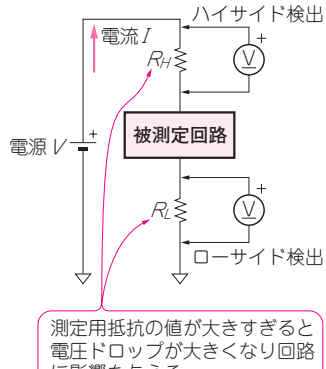 ハイサイド検出
電流I
+
RH
V
被測定回路
電源 V
+
+
RL
V
ローサイド検出
測定用抵抗の値が大きすぎると
電圧ドロップが大きくなり回路